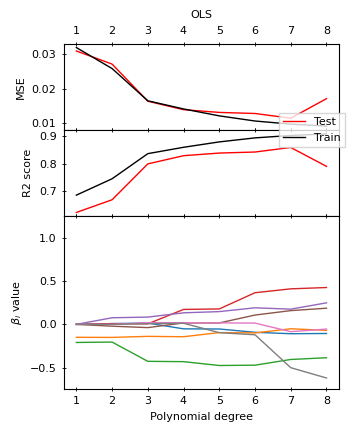 OLS
1 2 3 4 5 6 7 8
0.03
0.02
0.01
MSE
Test
Train
0.9
0.8
0.7
R2 score
1.0
0.5
0.0
−0.5
βᵢ value
1 2 3 4 5 6 7 8
Polynomial degree